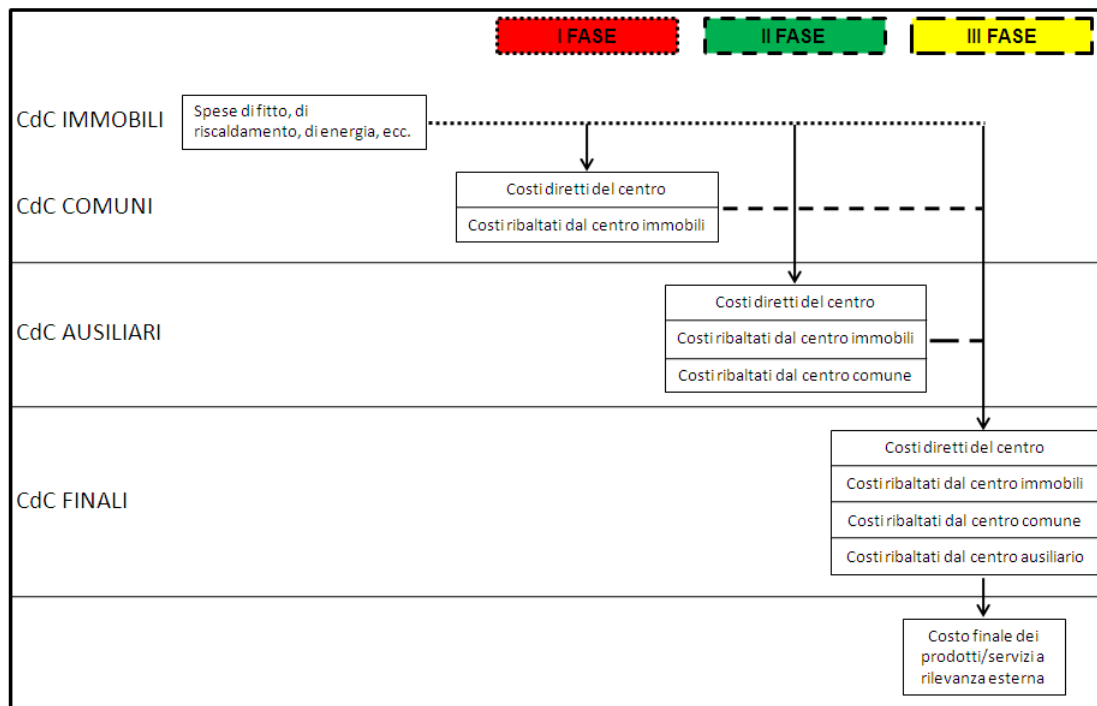 I FASE
II FASE
III FASE
CdC IMMOBILI
Spese di fitto, di
riscaldamento, di energia, ecc.
CdC COMUNI
Costi diretti del centro
Costi ribaltati dal centro immobili
CdC AUSILIARI
Costi diretti del centro
Costi ribaltati dal centro immobili
Costi ribaltati dal centro comune
CdC FINALI
Costi diretti del centro
Costi ribaltati dal centro immobili
Costi ribaltati dal centro comune
Costi ribaltati dal centro ausiliario
Costo finale dei
prodotti/servizi a
rilevanza esterna